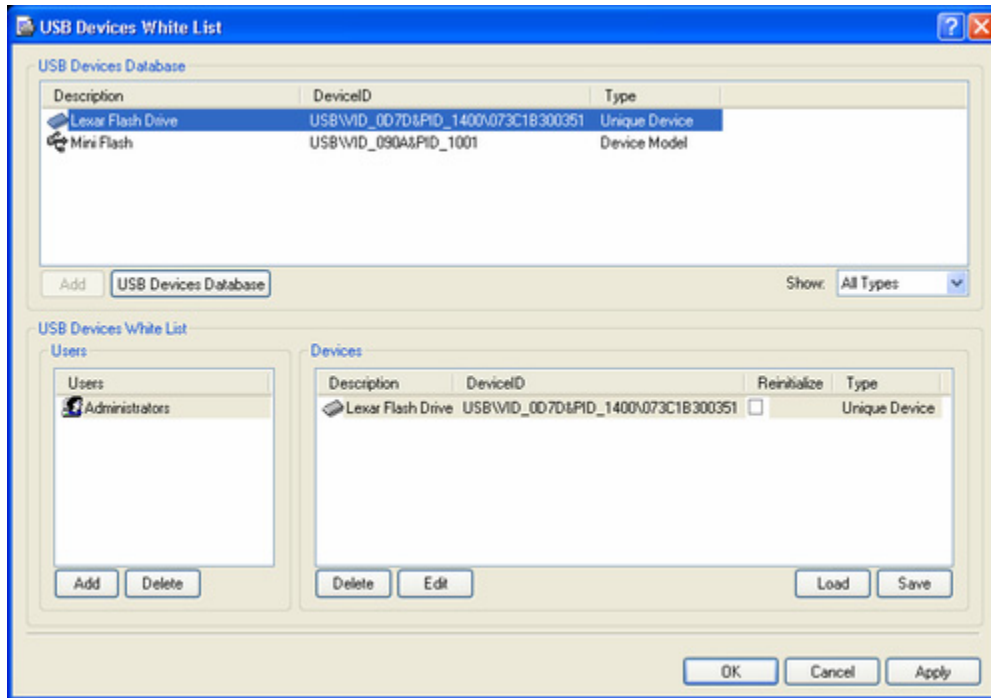 USB Devices White List
USB Devices Database
Description DeviceID Type
Lexar Flash Drive USB\VID_0D7D&PID_1400\073C1B300351 Unique Device
Mini Flash USB\VID_090A&PID_1001 Device Model
Add USB Devices Database Show: All Types
USB Devices White List
Users
Users
Administrators
Add Delete
Devices
Description DeviceID Reinitialize Type
Lexar Flash Drive USB\VID_0D7D&PID_1400\073C1B300351 Unique Device
Delete Edit Load Save
OK Cancel Apply